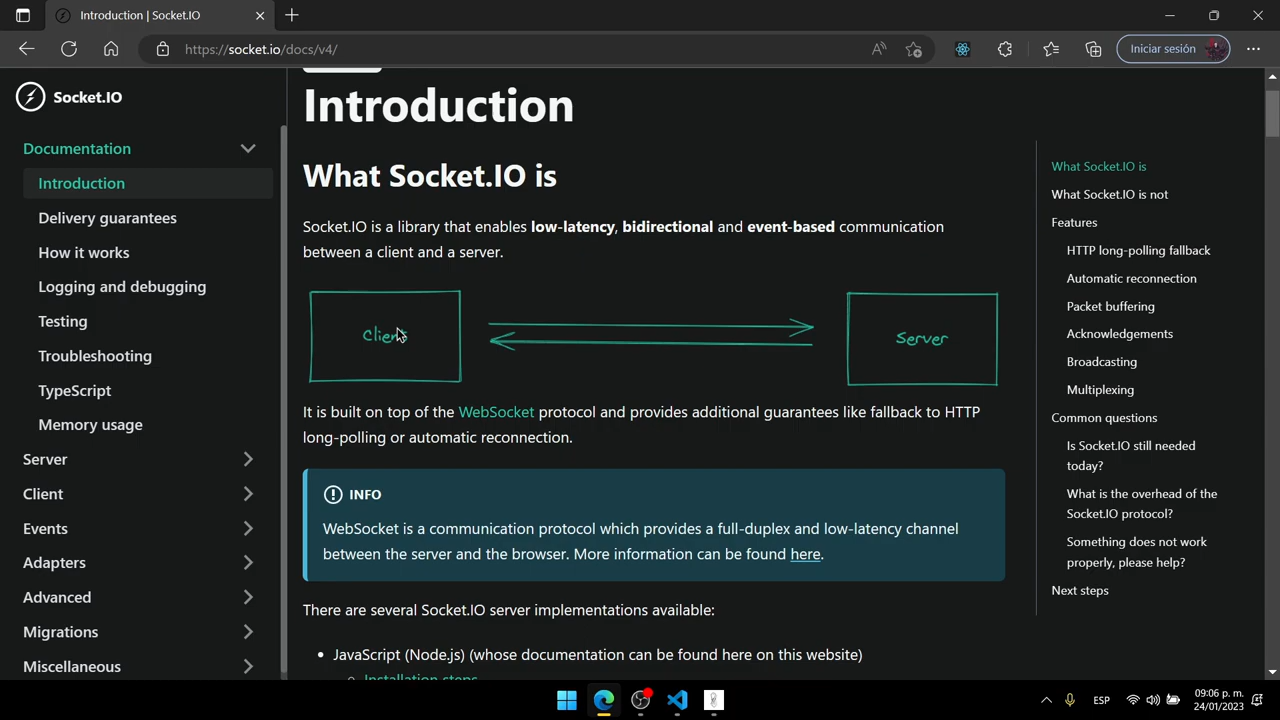 Introduction | Socket.IO
https://socket.io/docs/v4/
Iniciar sesión
Socket.IO
Documentation
Introduction
Delivery guarantees
How it works
Logging and debugging
Testing
Troubleshooting
TypeScript
Memory usage
Server
Client
Events
Adapters
Advanced
Migrations
Miscellaneous
Introduction
What Socket.IO is
Socket.IO is a library that enables low-latency, bidirectional and event-based communication
between a client and a server.
Client
Server
It is built on top of the WebSocket protocol and provides additional guarantees like fallback to HTTP
long-polling or automatic reconnection.
INFO
WebSocket is a communication protocol which provides a full-duplex and low-latency channel
between the server and the browser. More information can be found here.
There are several Socket.IO server implementations available:
• JavaScript (Node.js) (whose documentation can be found here on this website)
Installation steps
What Socket.IO is
What Socket.IO is not
Features
HTTP long-polling fallback
Automatic reconnection
Packet buffering
Acknowledgements
Broadcasting
Multiplexing
Common questions
Is Socket.IO still needed
today?
What is the overhead of the
Socket.IO protocol?
Something does not work
properly, please help?
Next steps
ESP
09:06 p. m.
24/01/2023